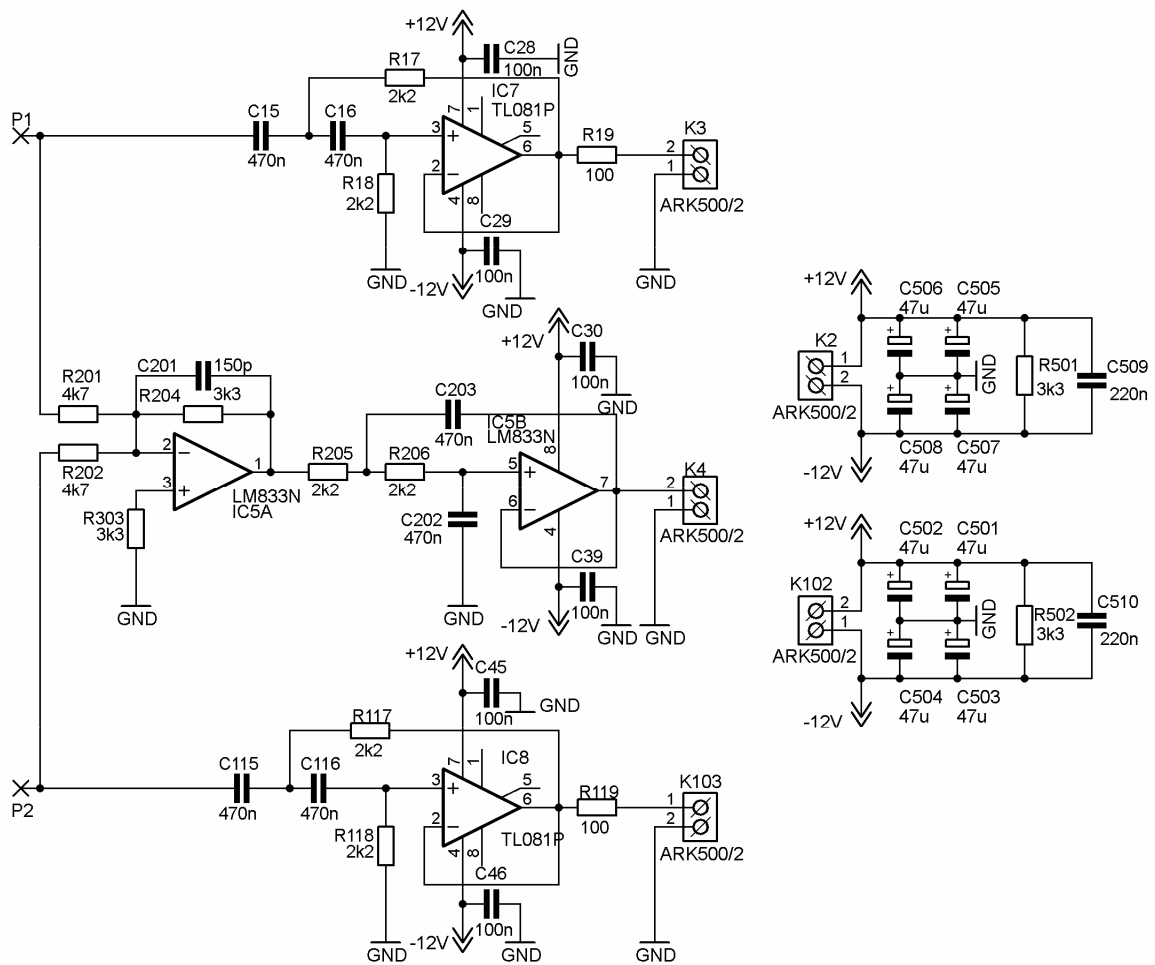 +12V
C28
100n
GND
R17
2k2
IC7
TL081P
7
1
P1
C15
470n
C16
470n
3
+
5
6
2
−
4
8
R19
100
K3
2
1
ARK500/2
R18
2k2
C29
100n
GND
-12V
GND
GND
+12V
C30
100n
GND
C201
150p
R201
4k7
R204
3k3
C203
470n
IC5B
LM833N
8
R202
4k7
2
−
3
+
1
LM833N
IC5A
R205
2k2
R206
2k2
5
+
6
−
7
4
K4
2
1
ARK500/2
R303
3k3
C202
470n
C39
100n
GND
GND
-12V
GND
GND
+12V
C45
100n
GND
R117
2k2
7
1
IC8
P2
C115
470n
C116
470n
3
+
5
6
2
−
4
8
TL081P
R119
100
K103
1
2
ARK500/2
R118
2k2
C46
100n
GND
-12V
GND
GND
+12V
C506
47u
C505
47u
+
+
K2
1
2
ARK500/2
GND
R501
3k3
C509
220n
+
+
-12V
C508
47u
C507
47u
+12V
C502
47u
C501
47u
+
+
K102
2
1
ARK500/2
GND
R502
3k3
C510
220n
+
+
-12V
C504
47u
C503
47u